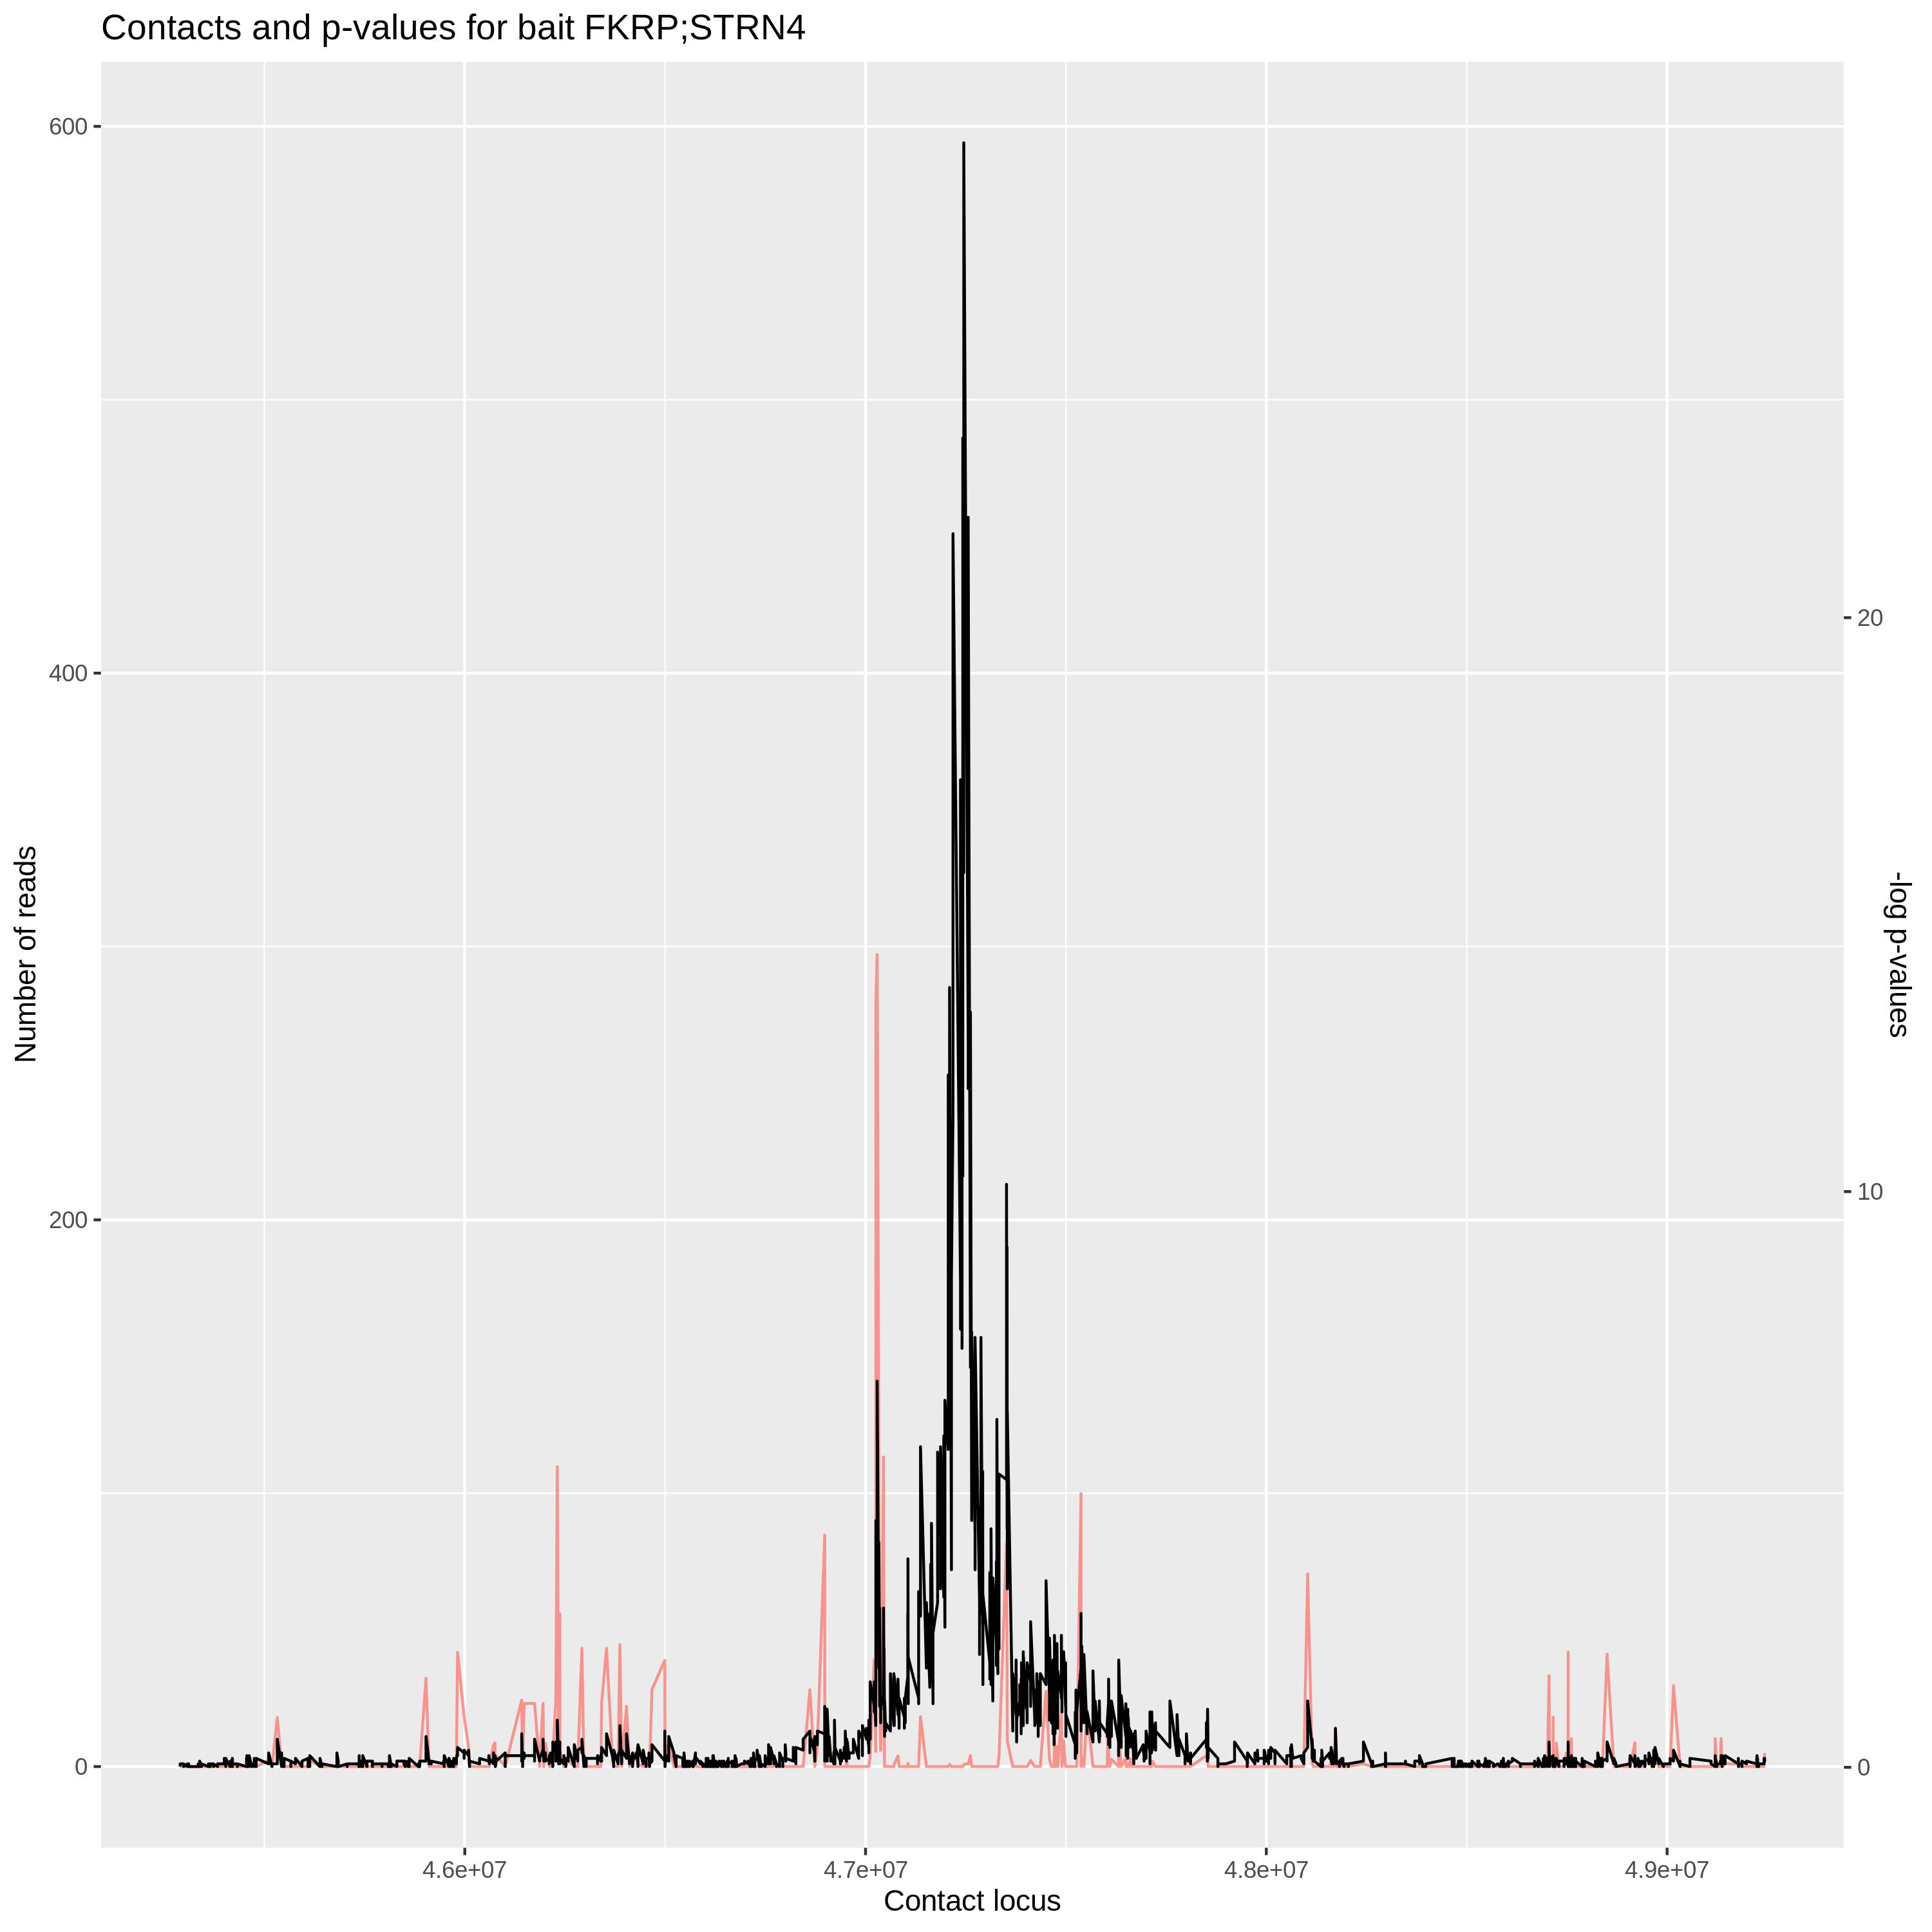 Contacts and p-values for bait FKRP;STRN4
600
400
200
0
Number of reads
20
10
0
-log p-values
4.6e+07
4.7e+07
4.8e+07
4.9e+07
Contact locus